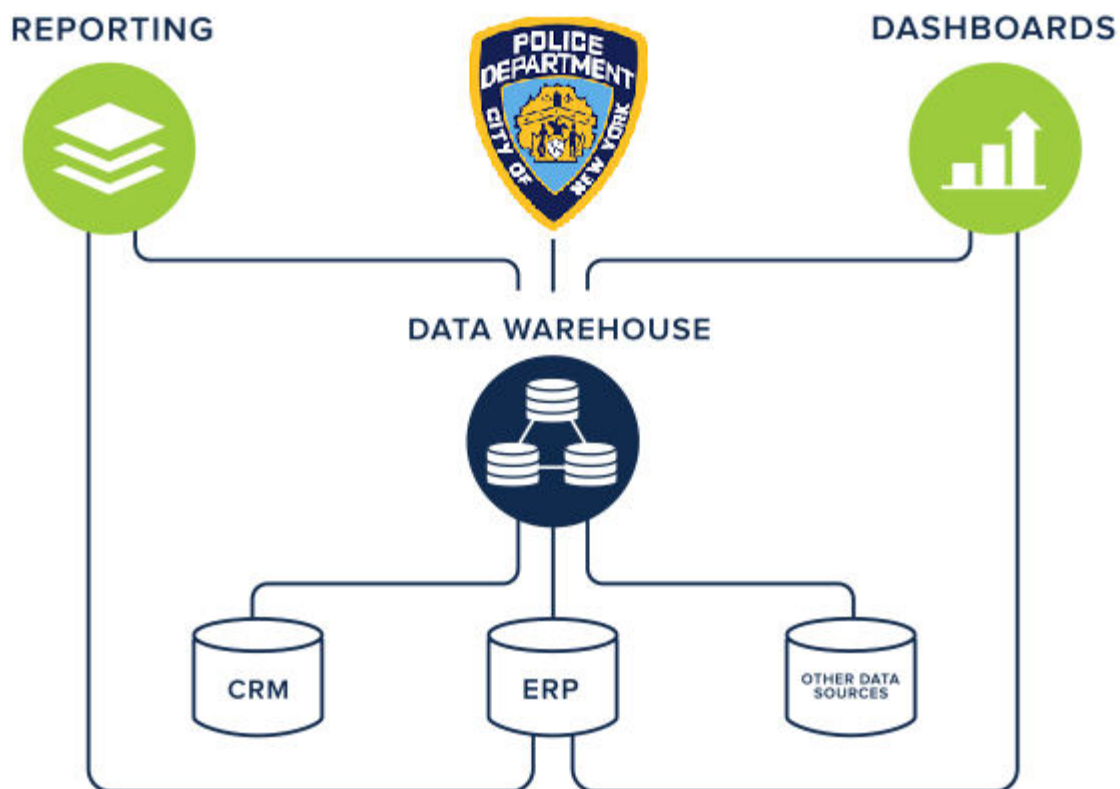 REPORTING
POLICE
DEPARTMENT
CITY OF
NEW YORK
DASHBOARDS
DATA WAREHOUSE
CRM
ERP
OTHER DATA
SOURCES